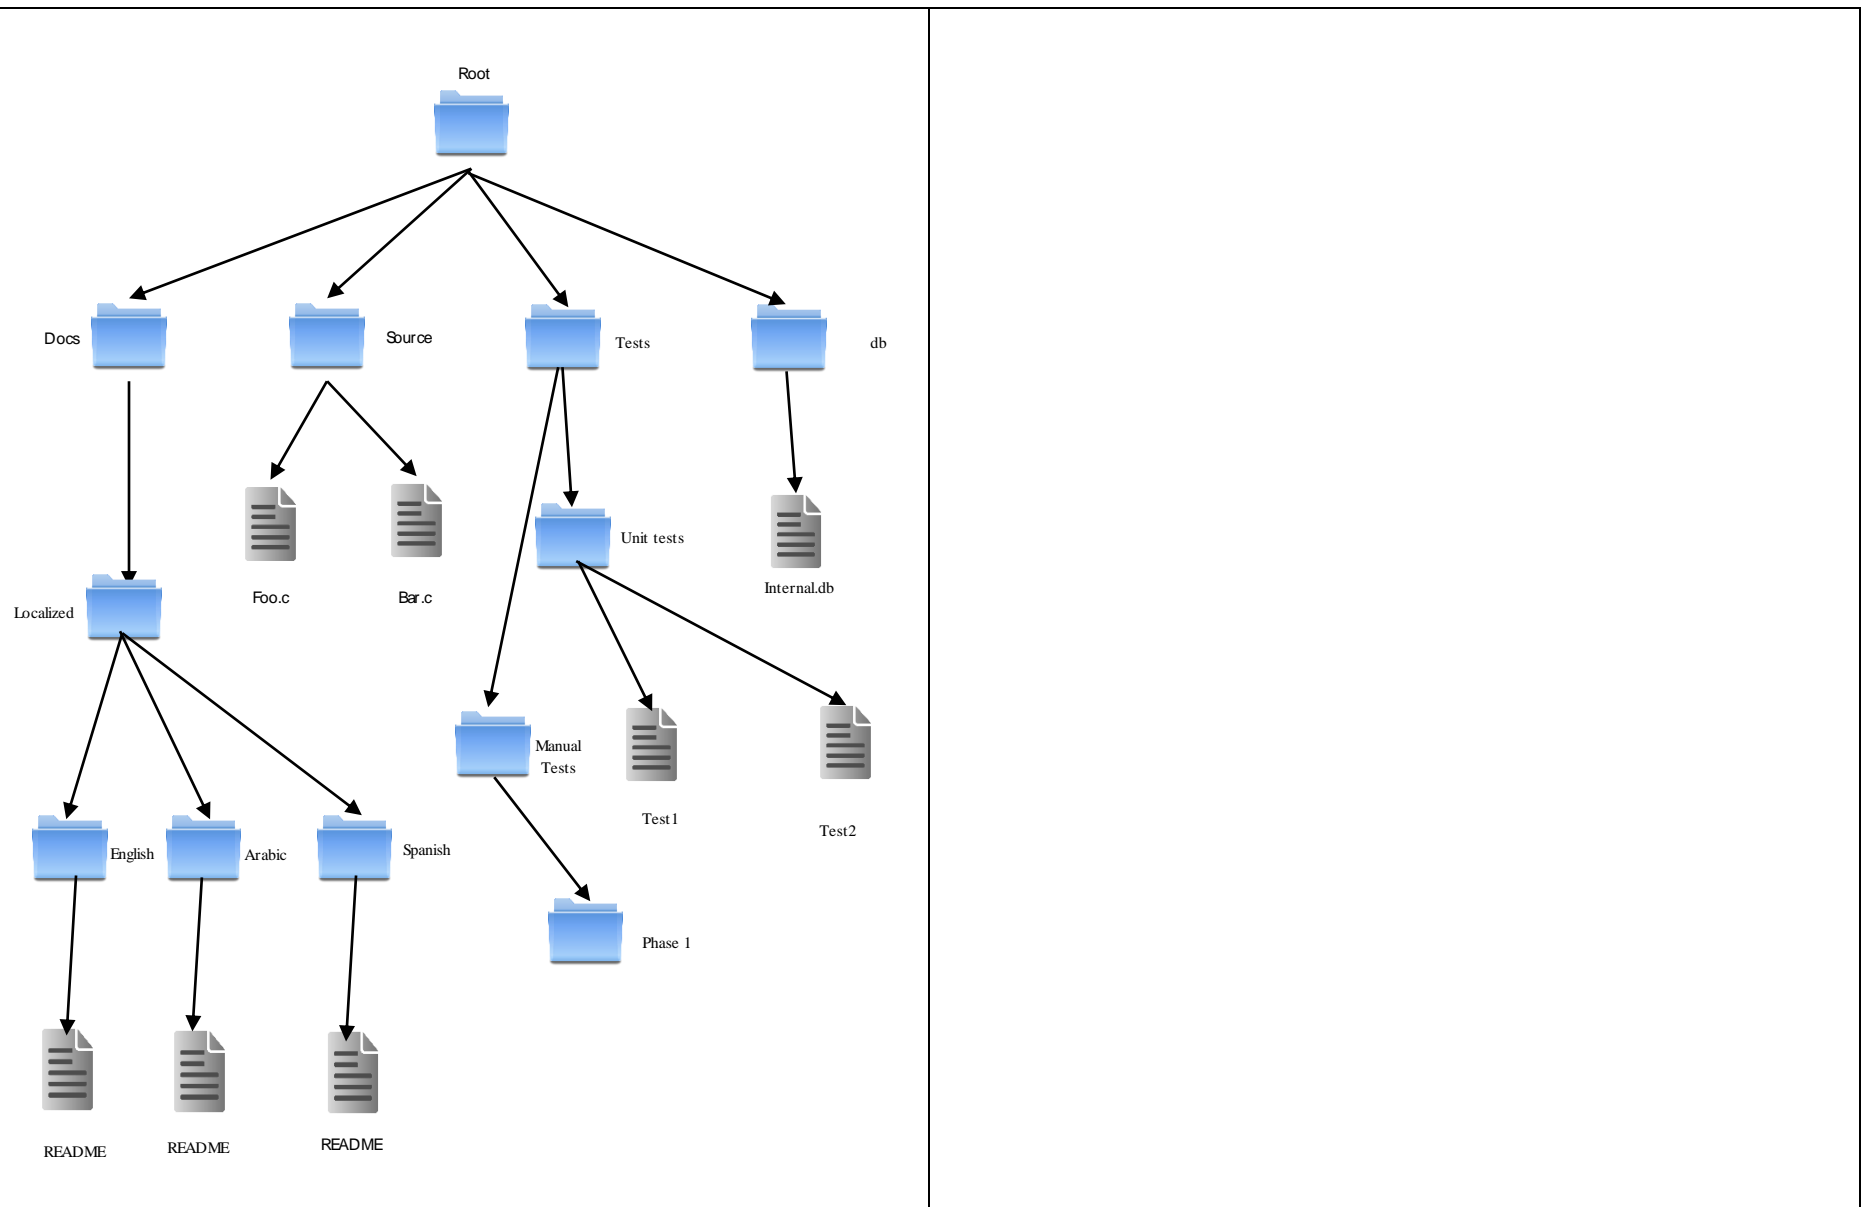 Root
Docs
Source
Tests
db
Unit tests
Internal.db
Foo.c
Bar.c
Localized
Manual
Tests
Test1
Test2
English
Arabic
Spanish
Phase 1
README
README
README